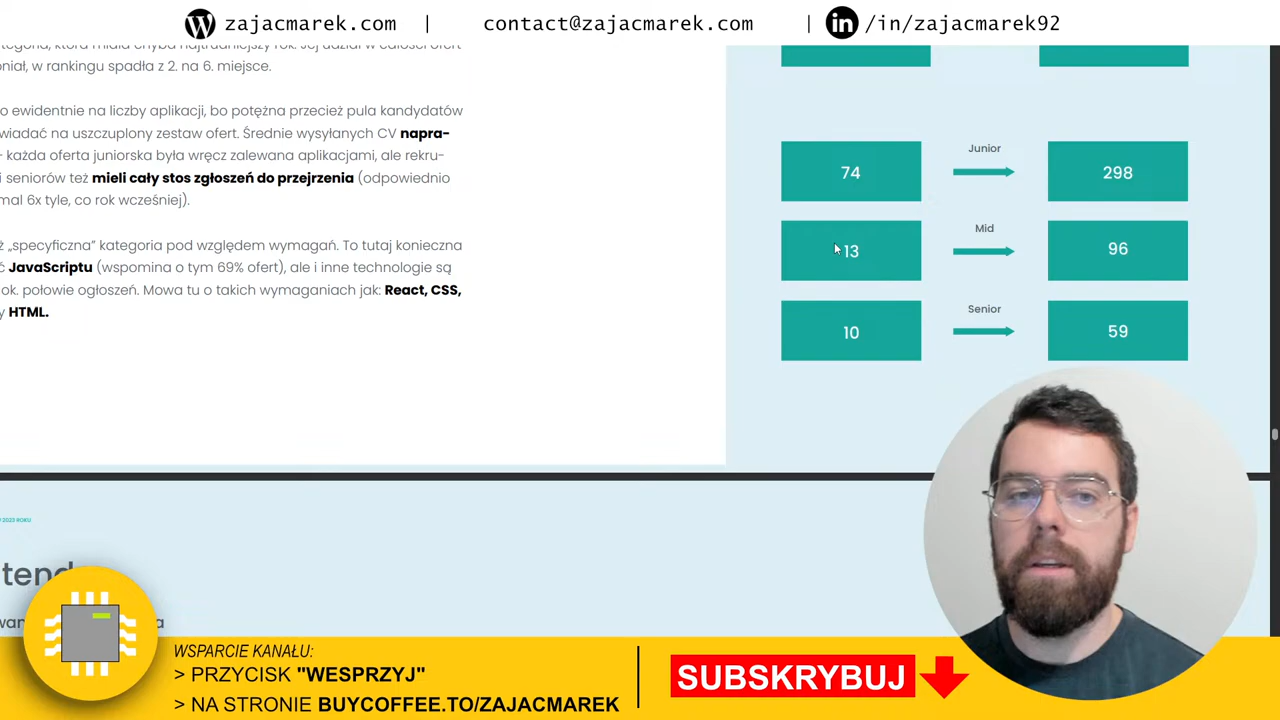 zajacmarek.com | contact@zajacmarek.com | in /in/zajacmarek92
niał, w rankingu spadła z 2. na 6. miejsce.
o ewidentnie na liczby aplikacji, bo potężna przecież pula kandydatów
wiadać na uszczuplony zestaw ofert. Średnie wysyłanych CV napra-
- każda oferta juniorska była wręcz zalewana aplikacjami, ale rekru-
i seniorów też mieli cały stos zgłoszeń do przejrzenia (odpowiednio
mal 6x tyle, co rok wcześniej).
ż „specyficzna” kategoria pod względem wymagań. To tutaj konieczna
ć JavaScriptu (wspomina o tym 69% ofert), ale i inne technologie są
ok. połowie ogłoszeń. Mowa tu o takich wymaganiach jak: React, CSS,
y HTML.
Junior
74 298
Mid
13 96
Senior
10 59
W 2023 ROKU
tend
WSPARCIE KANAŁU:
> PRZYCISK "WESPRZYJ"
> NA STRONIE BUYCOFFEE.TO/ZAJACMAREK
SUBSKRYBUJ